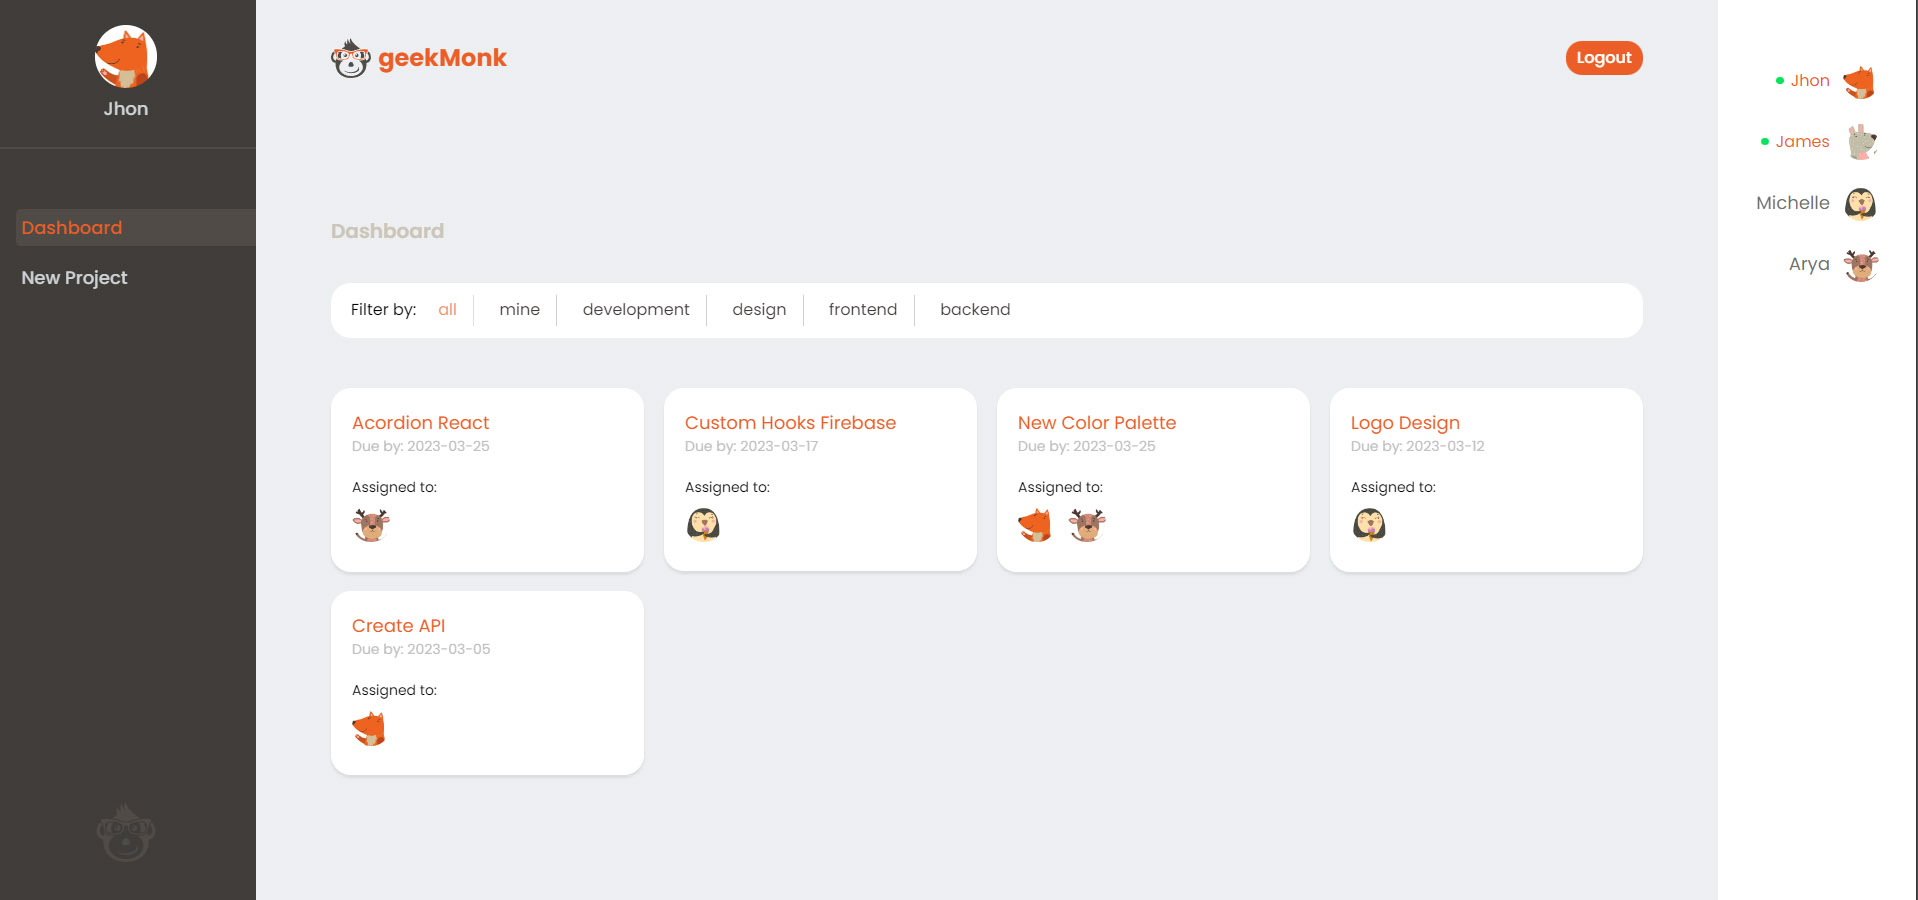 Jhon
Dashboard
New Project
geekMonk
Logout
Dashboard
Filter by: all mine development design frontend backend
Acordion React
Due by: 2023-03-25
Assigned to:
Custom Hooks Firebase
Due by: 2023-03-17
Assigned to:
New Color Palette
Due by: 2023-03-25
Assigned to:
Logo Design
Due by: 2023-03-12
Assigned to:
Create API
Due by: 2023-03-05
Assigned to:
Jhon
James
Michelle
Arya